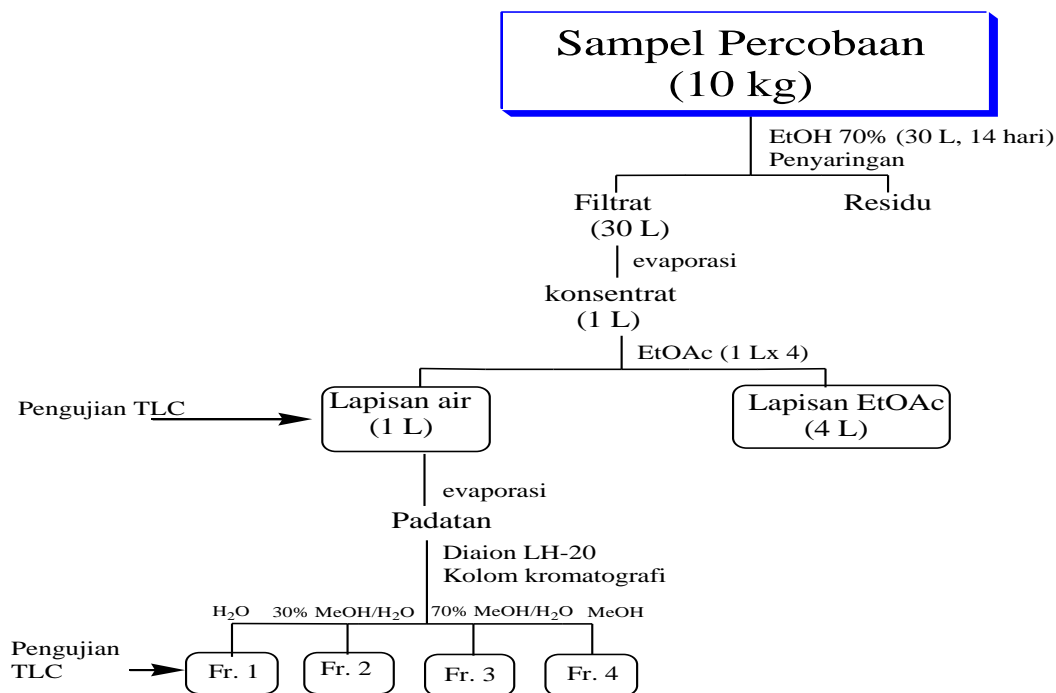 Sampel Percobaan
(10 kg)
EtOH 70% (30 L, 14 hari)
Penyaringan
Filtrat
(30 L)
Residu
evaporasi
konsentrat
(1 L)
EtOAc (1 Lx 4)
Pengujian TLC
Lapisan air
(1 L)
Lapisan EtOAc
(4 L)
evaporasi
Padatan
Diaion LH-20
Kolom kromatografi
H₂O 30% MeOH/H₂O 70% MeOH/H₂O MeOH
Pengujian
TLC
Fr. 1 Fr. 2 Fr. 3 Fr. 4